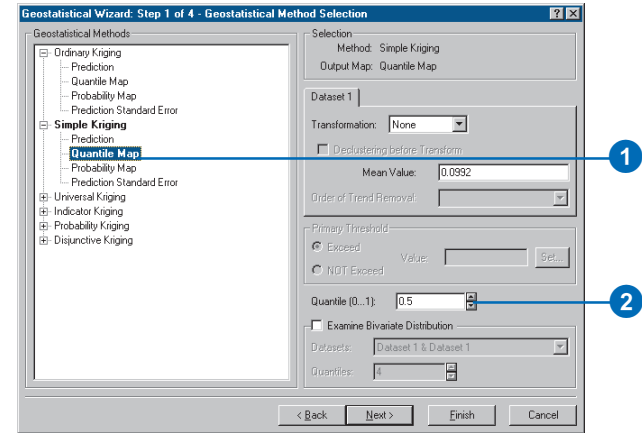 Geostatistical Wizard: Step 1 of 4 - Geostatistical Method Selection
Geostatistical Methods
Ordinary Kriging
Prediction
Quantile Map
Probability Map
Prediction Standard Error
Simple Kriging
Prediction
Quantile Map
Probability Map
Prediction Standard Error
Universal Kriging
Indicator Kriging
Probability Kriging
Disjunctive Kriging
Selection
Method: Simple Kriging
Output Map: Quantile Map
Dataset 1
Transformation: None
Declustering before Transform
Mean Value: 0.0992
Order of Trend Removal:
Primary Threshold
Exceed
Value: Set...
NOT Exceed
Quantile (0...1): 0.5
Examine Bivariate Distribution
Datasets: Dataset 1 & Dataset 1
Quantiles: 4
< Back Next > Finish Cancel
1
2